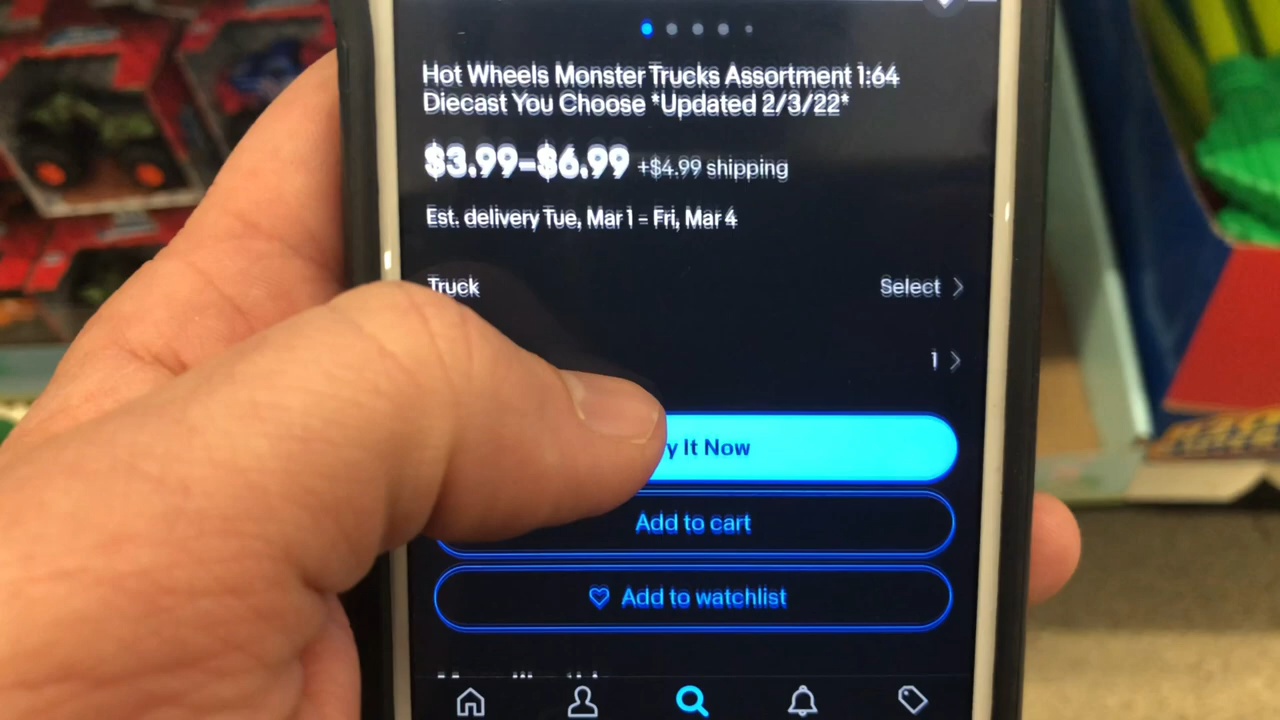 Hot Wheels Monster Trucks Assortment 1:64
Diecast You Choose *Updated 2/3/22*
$3.99-$6.99 +$4.99 shipping
Est. delivery Tue, Mar 1 - Fri, Mar 4
Truck Select
1
y It Now
Add to cart
Add to watchlist